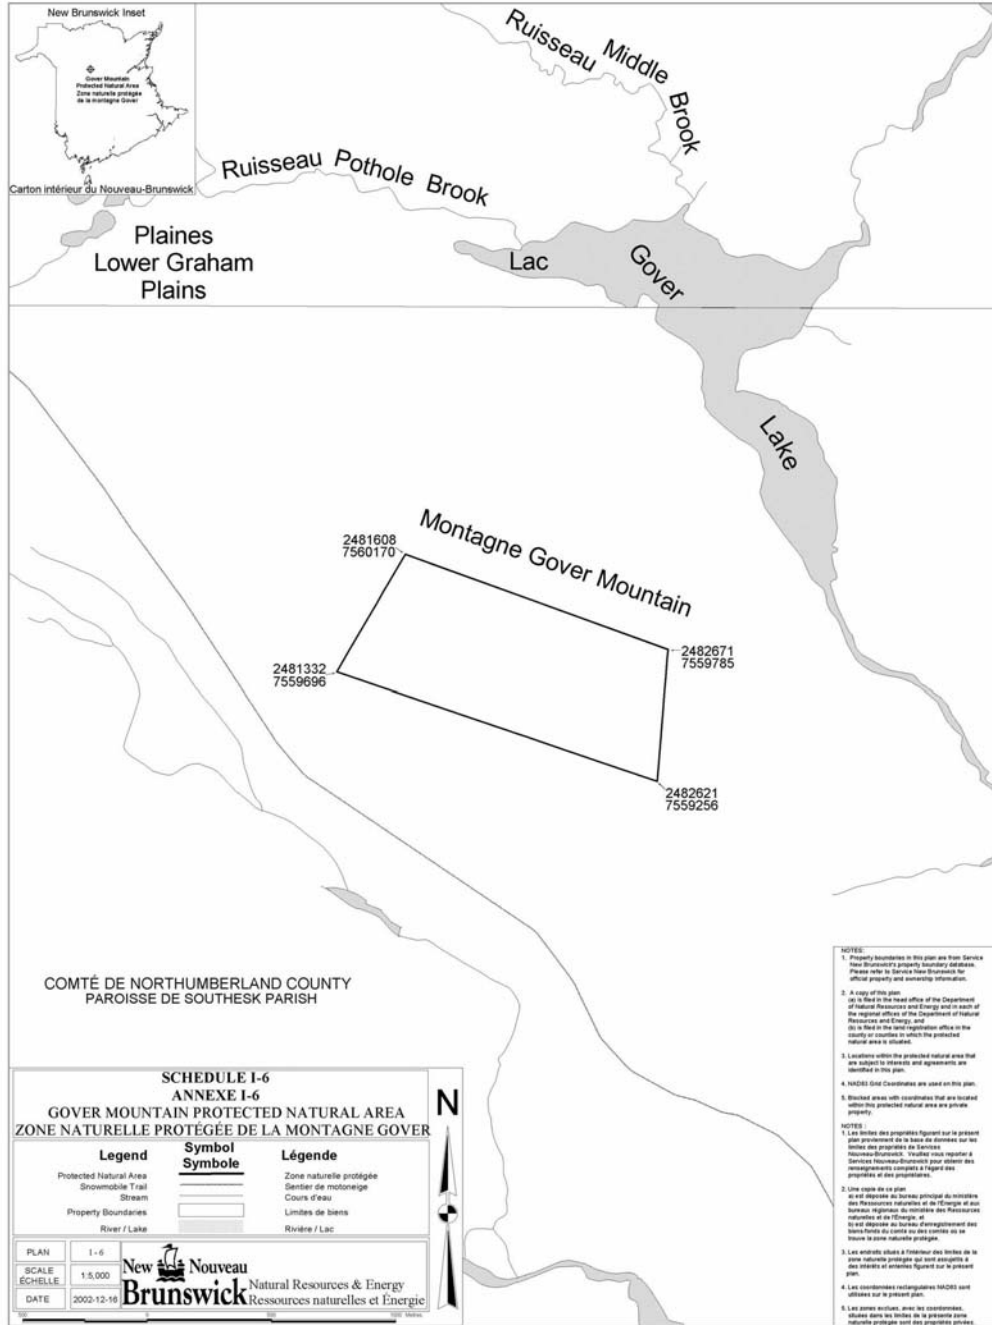 New Brunswick Inset
Gover Mountain
Protected Natural Area
Zone naturelle protégée
de la montagne Gover
Carton intérieur du Nouveau-Brunswick
Ruisseau Middle Brook
Ruisseau Pothole Brook
Plaines
Lower Graham
Plains
Lac Gover Lake
Montagne Gover Mountain
2481608
7560170
2482671
7559785
2481332
7559696
2482621
7559256
COMTÉ DE NORTHUMBERLAND COUNTY
PAROISSE DE SOUTHESK PARISH
SCHEDULE I-6
ANNEXE I-6
GOVER MOUNTAIN PROTECTED NATURAL AREA
ZONE NATURELLE PROTÉGÉE DE LA MONTAGNE GOVER
Legend Symbol Symbole Légende
Protected Natural Area Zone naturelle protégée
Snowmobile Trail Sentier de motoneige
Stream Cours d'eau
Property Boundaries Limites de biens
River / Lake Rivière / Lac
PLAN I-6
SCALE ÉCHELLE 1:5,000
DATE 2002-12-16
New Nouveau
Brunswick
Natural Resources & Energy
Ressources naturelles et Énergie
N
500 0 500 1000 Metres
NOTES:
1. Property boundaries in this plan are from Service
New Brunswick's property boundary database.
Please refer to Service New Brunswick for
official property and ownership information.
2. A copy of this plan
(a) is filed in the head office of the Department
of Natural Resources and Energy and in each of
the regional offices of the Department of Natural
Resources and Energy, and
(b) is filed in the land registration office in the
county or counties in which the protected
natural area is situated.
3. Locations within the protected natural area that
are subject to interests and agreements are
identified in this plan.
4. NAD83 Grid Coordinates are used on this plan.
5. Blocked areas with coordinates that are located
within this protected natural area are private
property.
NOTES :
1. Les limites des propriétés figurant sur le présent
plan proviennent de la base de données sur les
limites des propriétés de Services
Nouveau-Brunswick. Veuillez vous reporter à
Services Nouveau-Brunswick pour obtenir des
renseignements complets à l'égard des
propriétés et des propriétaires.
2. Une copie de ce plan
a) est déposée au bureau principal du ministère
des Ressources naturelles et de l'Énergie et aux
bureaux régionaux du ministère des Ressources
naturelles et de l'Énergie, et
b) est déposée au bureau d'enregistrement des
biens-fonds du comté ou des comtés où se
trouve la zone naturelle protégée.
3. Les endroits situés à l'intérieur des limites de la
zone naturelle protégée qui sont assujettis à
des intérêts et ententes figurent sur le présent
plan.
4. Les coordonnées rectangulaires NAD83 sont
utilisées sur le présent plan.
5. Les zones exclues, avec les coordonnées,
situées dans les limites de la présente zone
naturelle protégée sont des propriétés privées.